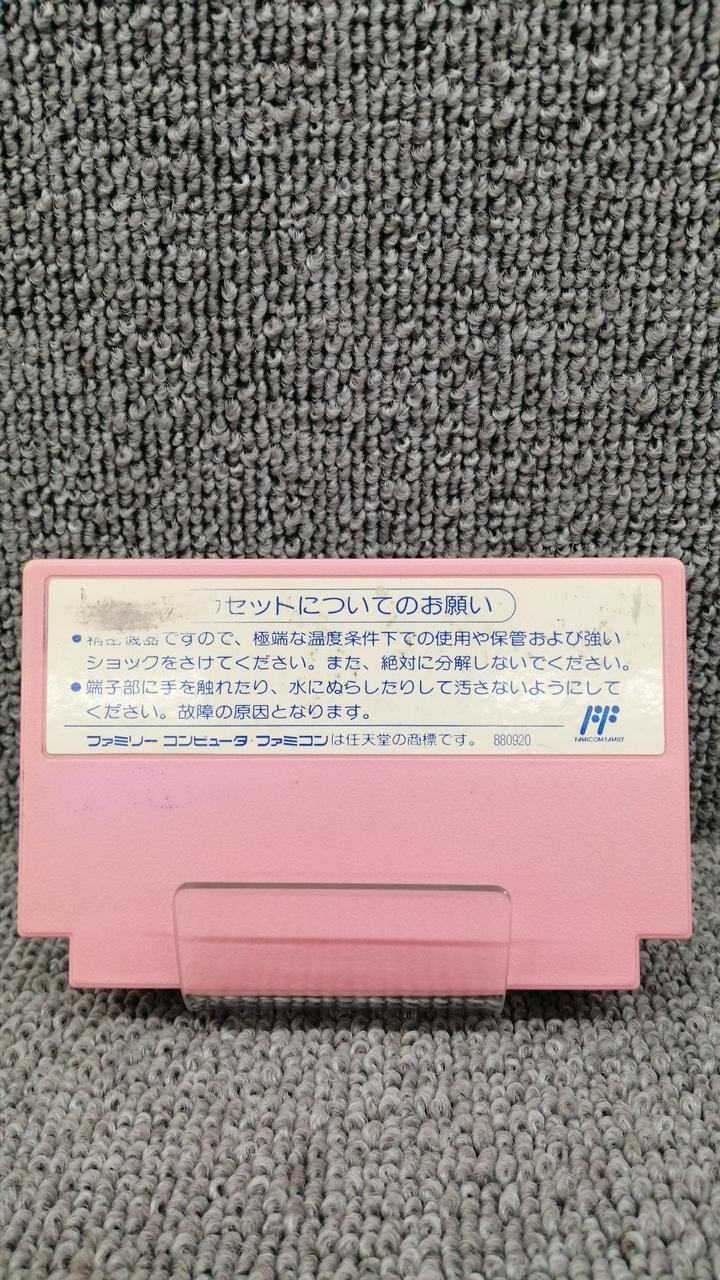 セットについてのお願い
●精密機器ですので、極端な温度条件下での使用や保管および強い
ショックをさけてください。また、絶対に分解しないでください。
●端子部に手を触れたり、水にぬらしたりして汚さないようにして
ください。故障の原因となります。
ファミリー コンピュータ・ファミコンは任天堂の商標です。 880920
FAMICOM FAMILY